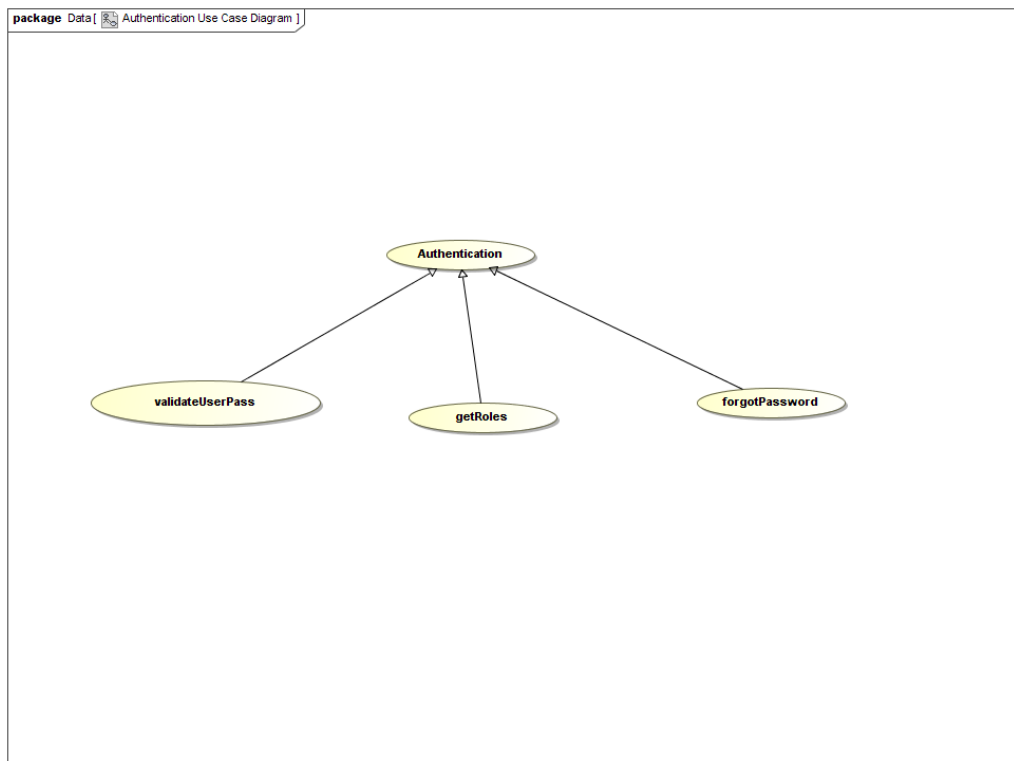 package Data [ Authentication Use Case Diagram ]
Authentication
validateUserPass
getRoles
forgotPassword